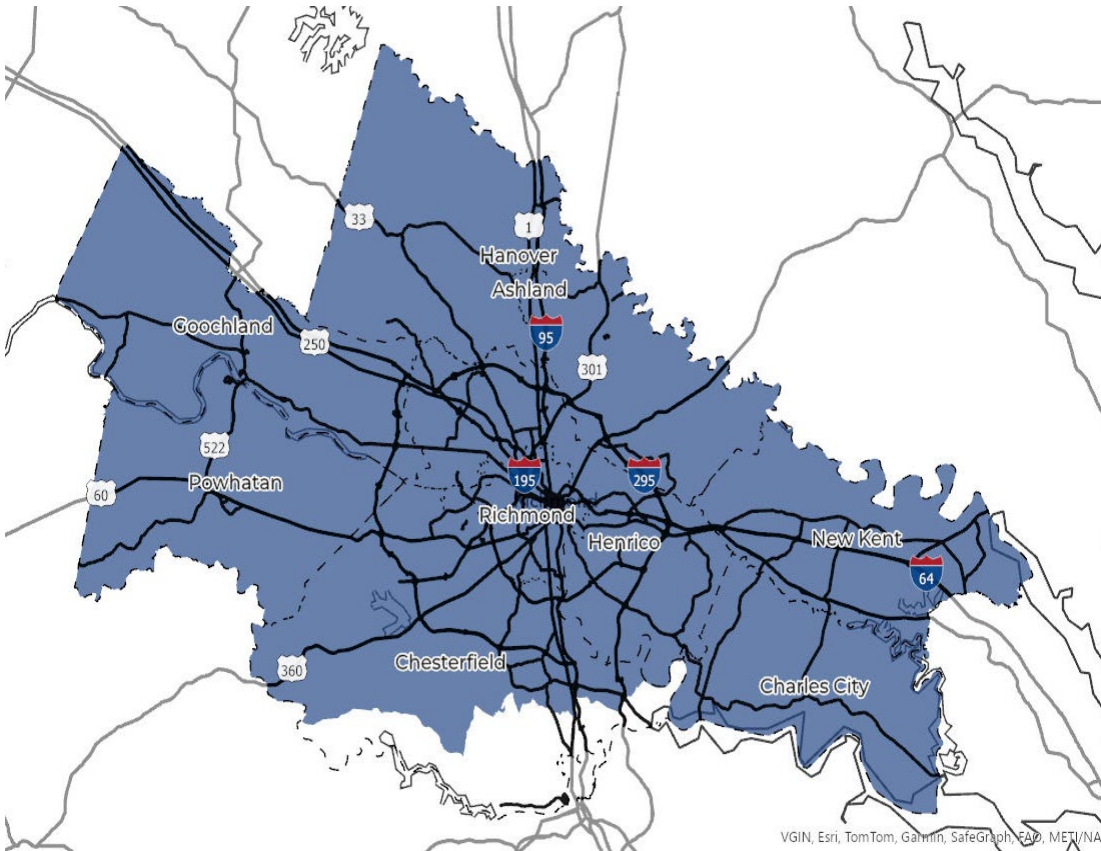 33
1
Hanover
Ashland
Goochland
250
95
301
522
195
295
60
Powhatan
Richmond
Henrico
New Kent
64
Chesterfield
360
Charles City
VGIN, Esri, TomTom, Garmin, SafeGraph, FAO, METI/NA